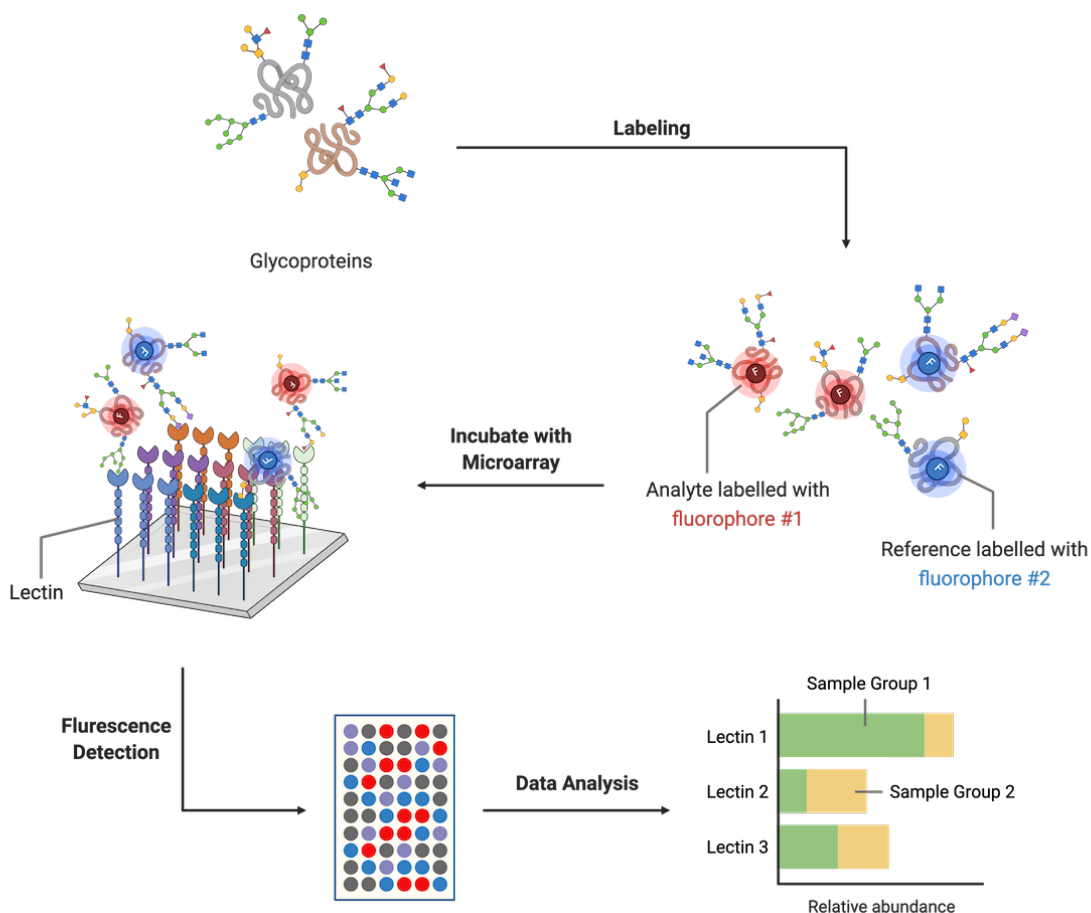 Labeling
Glycoproteins
F
F
F
F
F
F
F
F
Incubate with
Microarray
Analyte labelled with
fluorophore #1
Reference labelled with
fluorophore #2
Lectin
Flurescence
Detection
Data Analysis
Sample Group 1
Lectin 1
Lectin 2
Sample Group 2
Lectin 3
Relative abundance